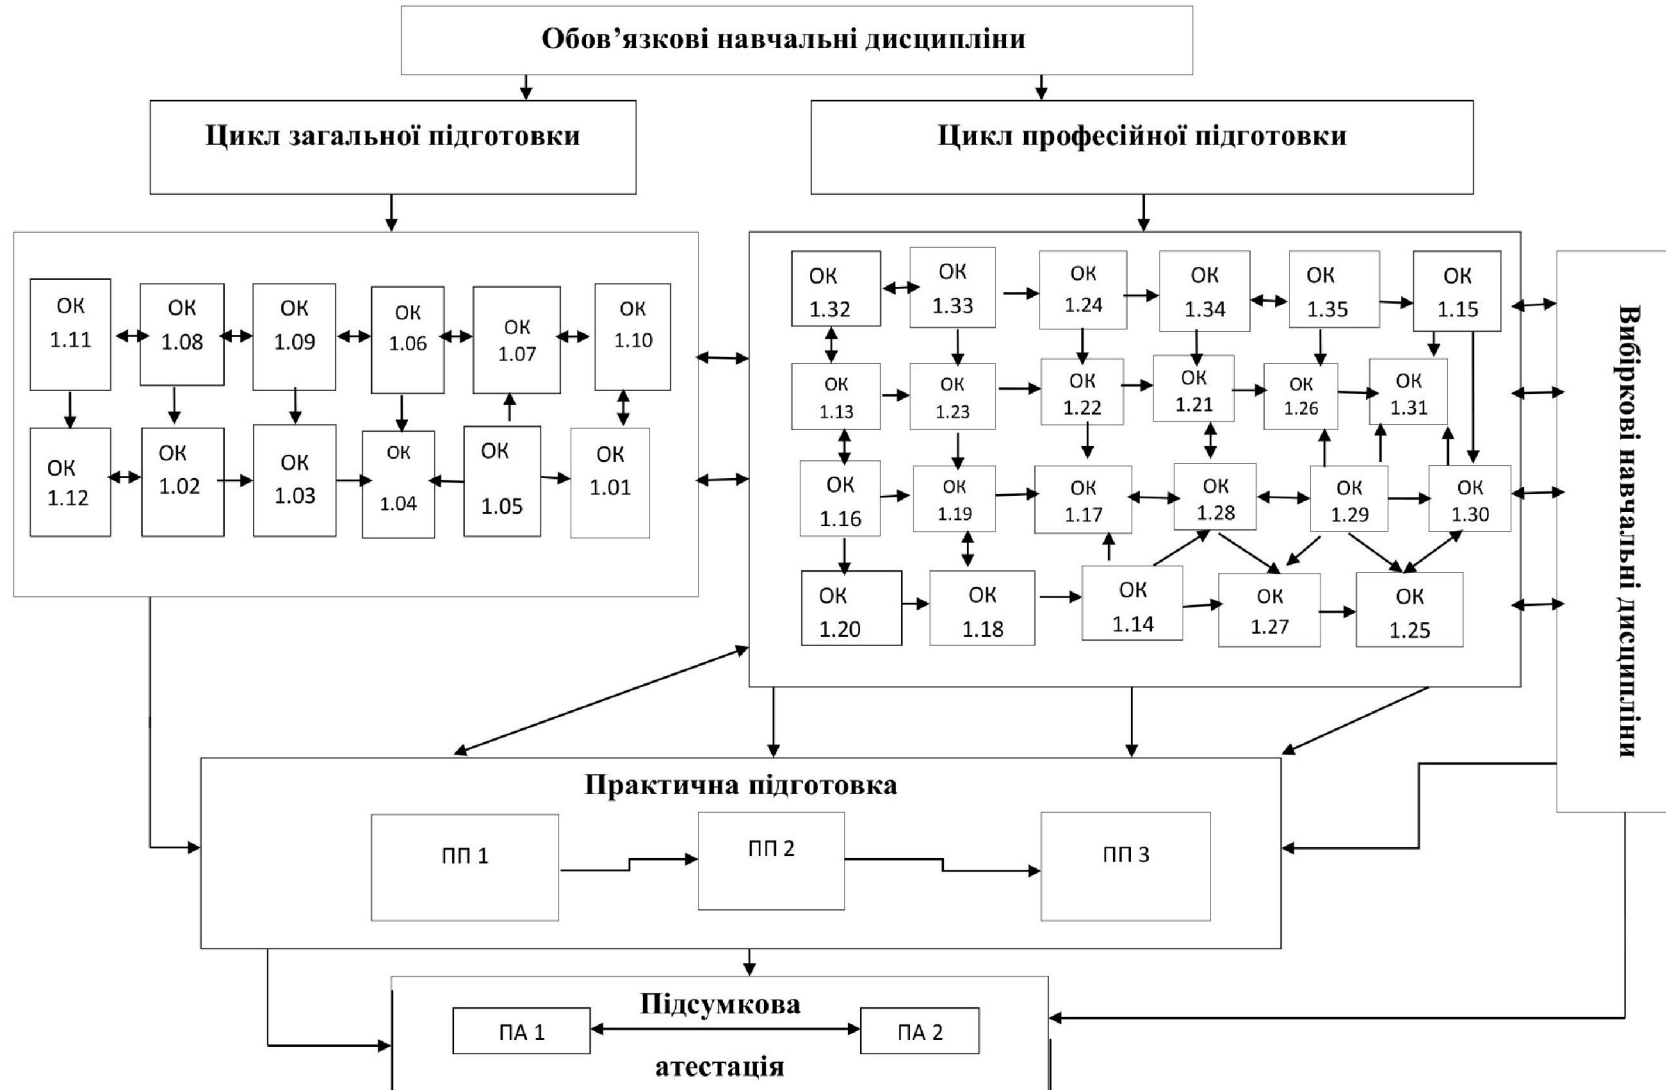 Обов’язкові навчальні дисципліни
Цикл загальної підготовки
Цикл професійної підготовки
ОК
1.11
ОК
1.08
ОК
1.09
ОК
1.06
ОК
1.07
ОК
1.10
ОК
1.12
ОК
1.02
ОК
1.03
ОК
1.04
ОК
1.05
ОК
1.01
ОК
1.32
ОК
1.33
ОК
1.24
ОК
1.34
ОК
1.35
ОК
1.15
ОК
1.13
ОК
1.23
ОК
1.22
ОК
1.21
ОК
1.26
ОК
1.31
ОК
1.16
ОК
1.19
ОК
1.17
ОК
1.28
ОК
1.29
ОК
1.30
ОК
1.20
ОК
1.18
ОК
1.14
ОК
1.27
ОК
1.25
Вибіркові навчальні дисципліни
Практична підготовка
ПП 1
ПП 2
ПП 3
Підсумкова
ПА 1
ПА 2
атестація